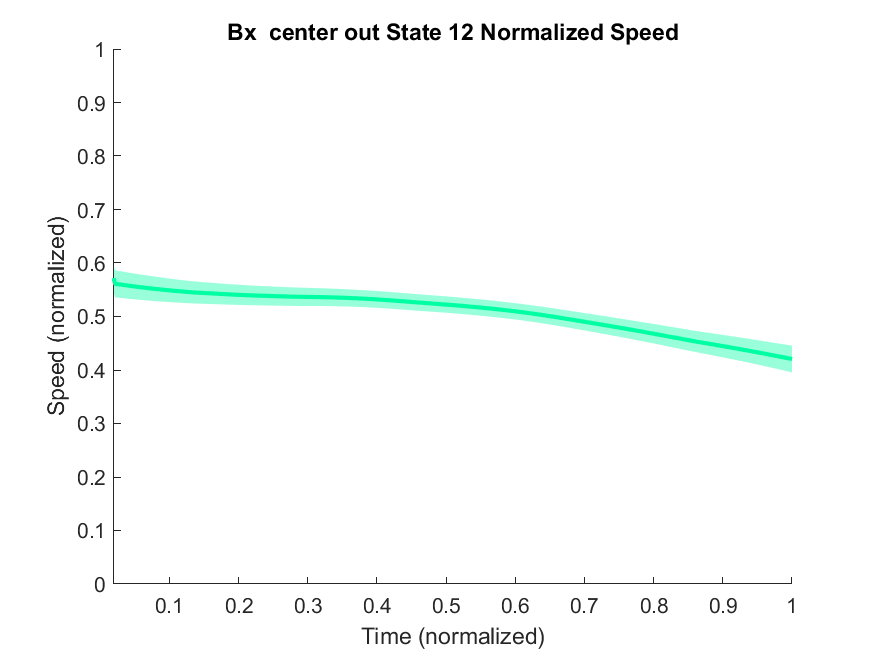 Bx  center out State 12 Normalized Speed
1
0.9
0.8
0.7
0.6
0.5
0.4
0.3
0.2
0.1
0
Speed (normalized)
0.1 0.2 0.3 0.4 0.5 0.6 0.7 0.8 0.9 1
Time (normalized)